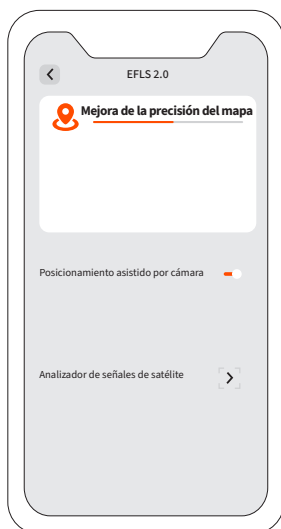 EFLS 2.0
Mejora de la precisión del mapa
Posicionamiento asistido por cámara
Analizador de señales de satélite